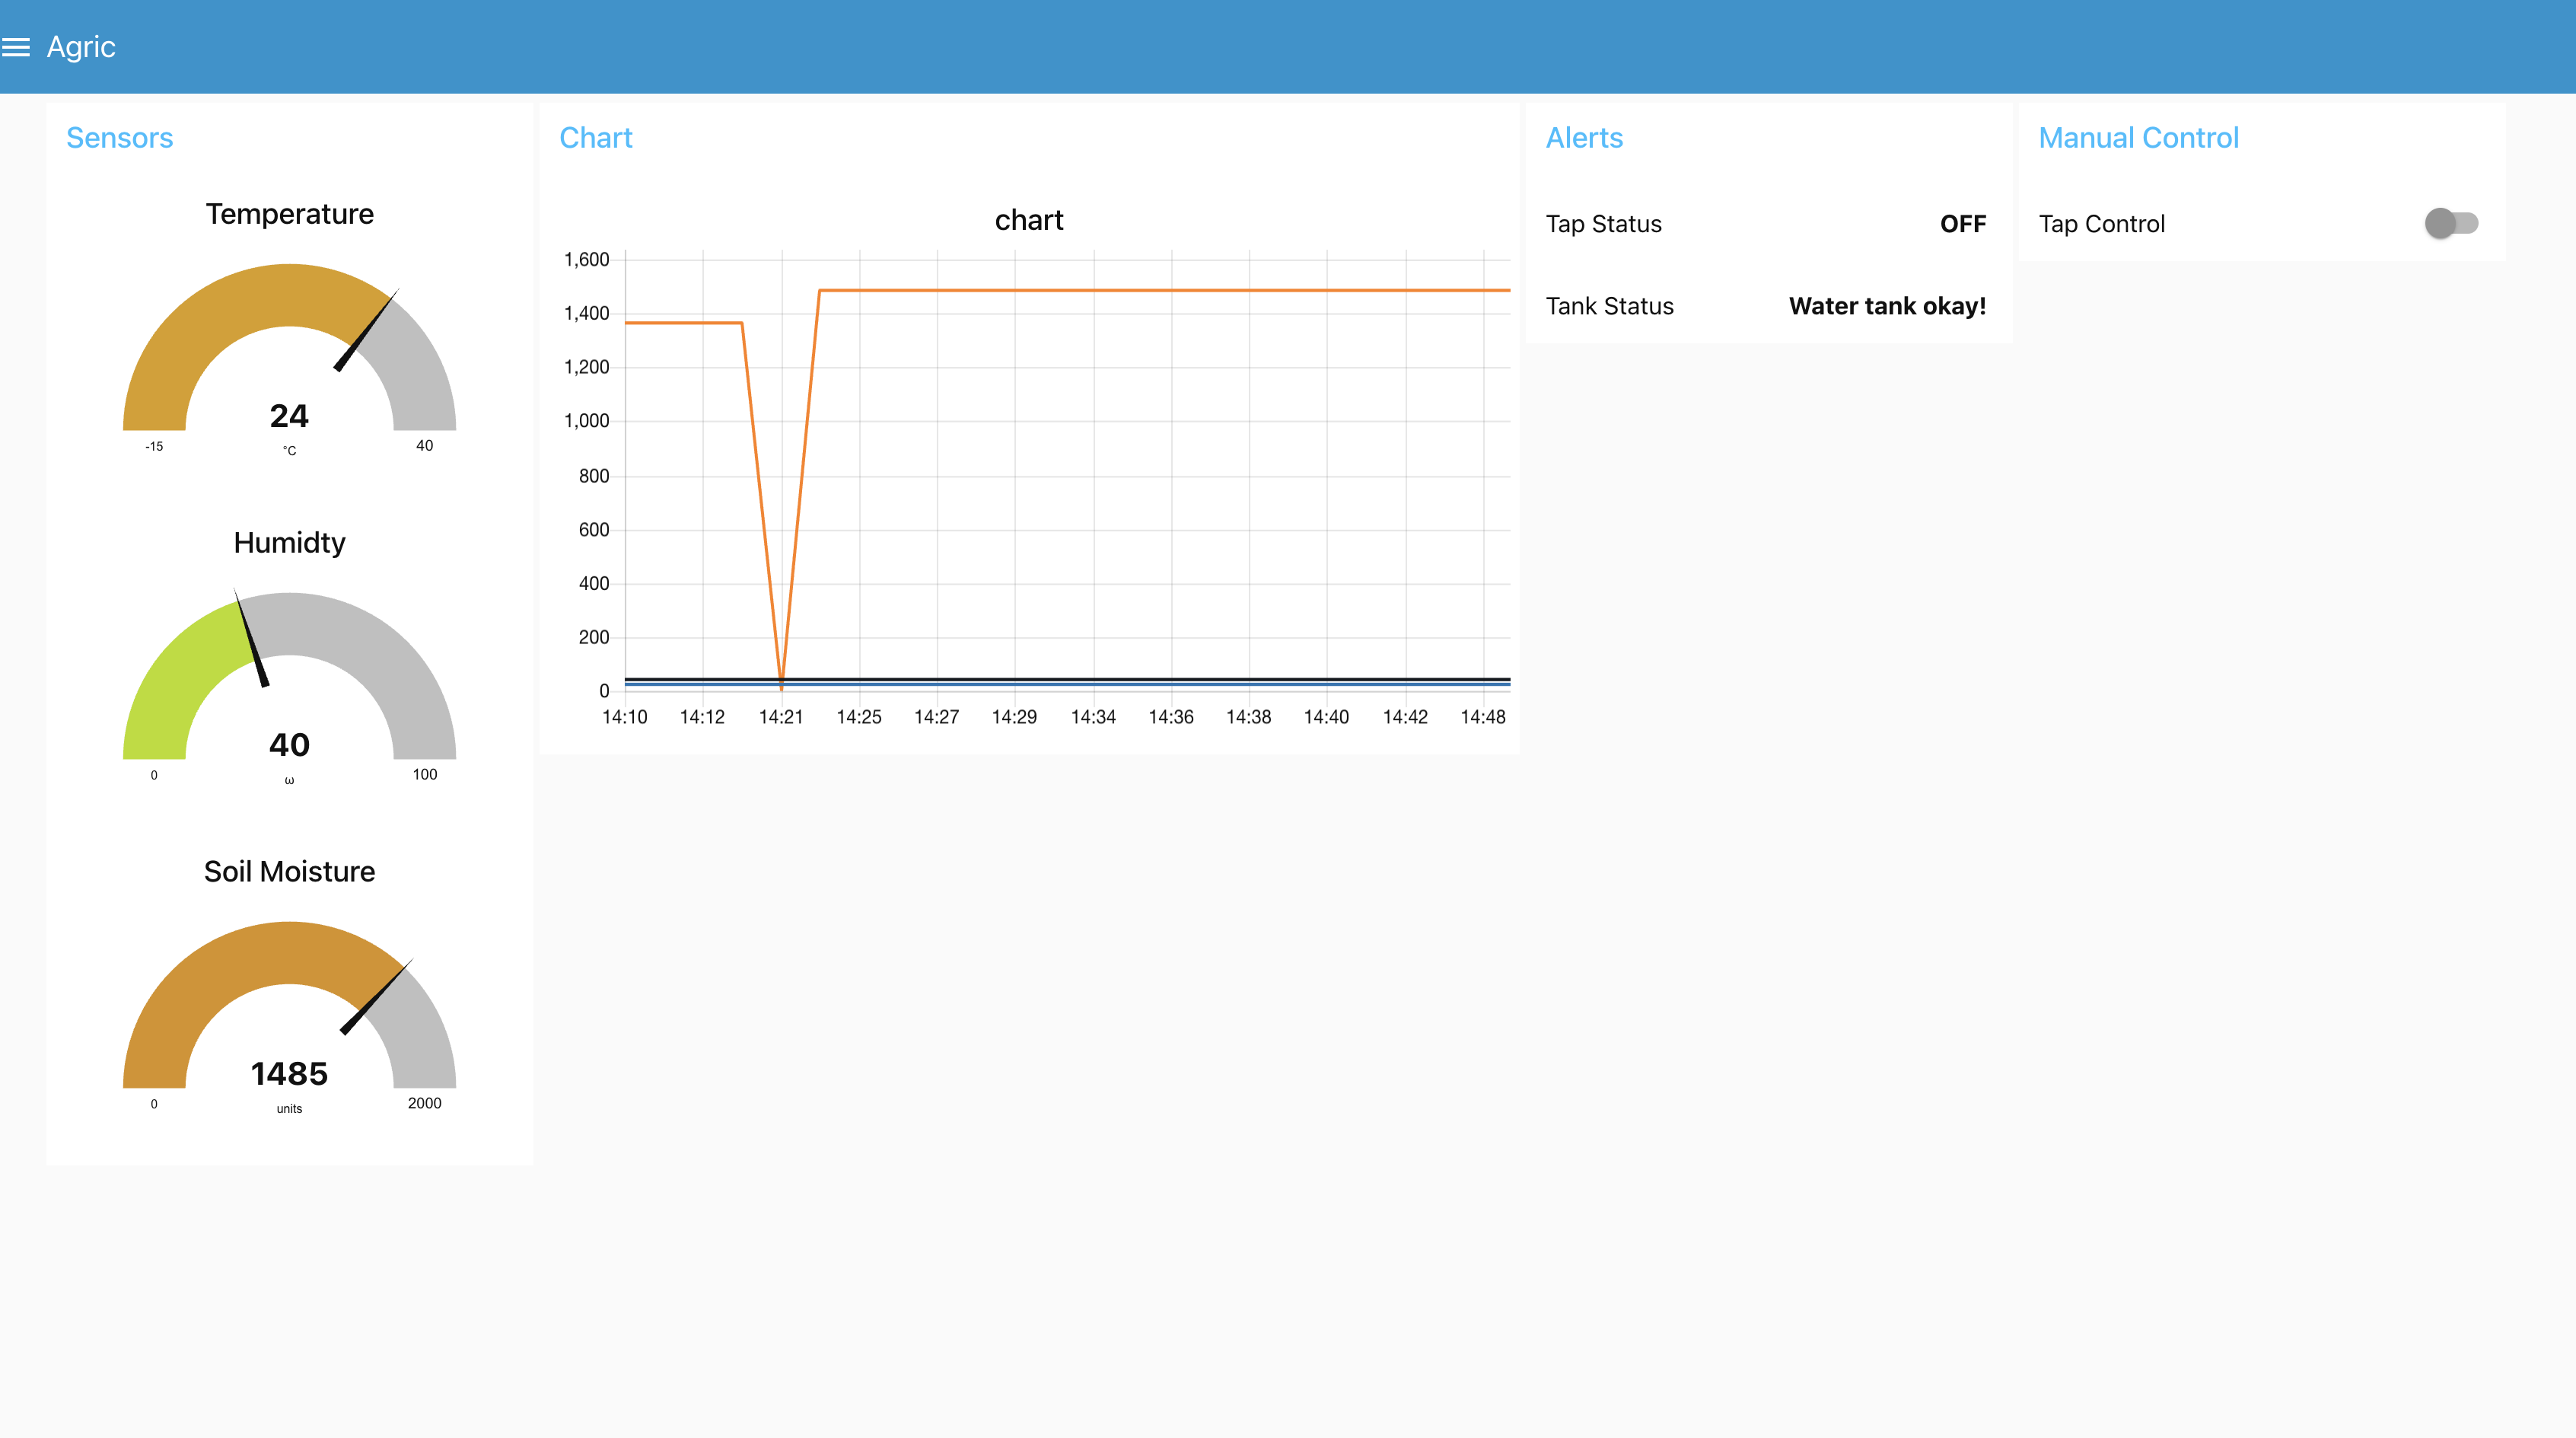 Agric
Sensors
Temperature
24
°C
-15
40
Humidty
40
ω
0
100
Soil Moisture
1485
units
0
2000
Chart
chart
1,600
1,400
1,200
1,000
800
600
400
200
0
14:10 14:12 14:21 14:25 14:27 14:29 14:34 14:36 14:38 14:40 14:42 14:48
Alerts
Tap Status OFF
Tank Status Water tank okay!
Manual Control
Tap Control